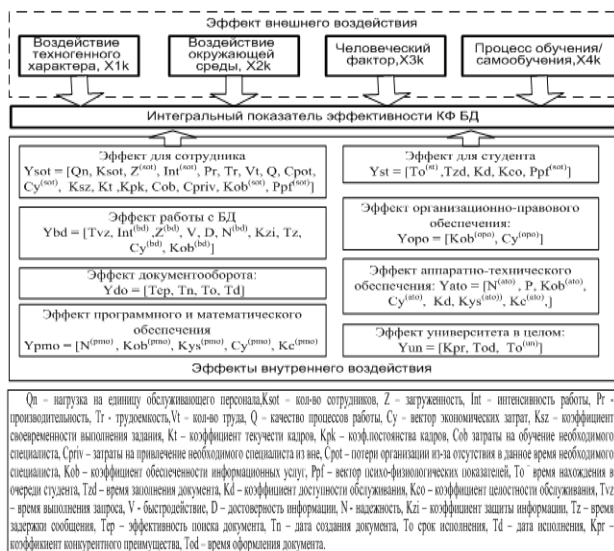 Эффект внешнего воздействия
Воздействие
техногенного
характера, X1k
Воздействие
окружающей
среды, X2k
Человеческий
фактор,X3k
Процесс обучения/
самообучения,X4k
Интегральный показатель эффективности КФ БД
Эффект для сотрудника
Ysot = [Qn, Ksot, Z(sot), Int(sot), Pr, Tr, Vt, Q, Cpot,
Cy(sot), Ksz, Kt ,Kpk, Cob, Cpriv, Kob(sot), Ppf(sot)]
Эффект работы с БД
Ybd = [Tvz, Int(bd) ,Z(bd), V, D, N(bd), Kzi, Tz,
Cy(bd), Kob(bd)]
Эффект документооборота:
Ydo = [Tep, Tn, To, Td]
Эффект программного и математического
обеспечения
Ypmo = [N(pmo), Kob(pmo), Kys(pmo), Cy(pmo), Kc(pmo)]
Эффект для студента
Yst = [To(st) ,Tzd, Kd, Kco, Ppf(sot)]
Эффект организационно-правового
обеспечения:
Yopo = [Kob(opo), Cy(opo)]
Эффект аппаратно-технического
обеспечения: Yato = [N(ato) , P, Kob(ato),
Cy(ato), Kd, Kys(ato)), Kc(ato),]
Эффект университета в целом:
Yun = [Kpr, Tod, To(un)]
Эффекты внутреннего воздействия
Qn – нагрузка на единицу обслуживающего персонала,Ksot – кол-во сотрудников, Z – загруженность, Int – интенсивность работы, Pr -
производительность, Tr - трудоемкость,Vt – кол-во труда, Q – качество процессов работы, Cy – вектор экономических затрат, Ksz – коэффициент
своевременности выполнения задания, Kt – коэффициент текучести кадров, Kpk – коэф.постоянства кадров, Cob затраты на обучение необходимого
специалиста, Cpriv – затраты на привлечение необходимого специалиста из вне, Cpot – потери организации из-за отсутствия в данное время необходимого
специалиста, Kob – коэффициент обеспеченности информационных услуг, Ppf – вектор психо-физиологических показателей, To время нахождения в
очереди студента, Tzd – время заполнения документа, Kd – коэффициент доступности обслуживания, Kco – коэффициент целостности обслуживания, Tvz
– время выполнения запроса, V - быстродействие, D – достоверность информации, N - надежность, Kzi – коэффициент защиты информации, Tz – время
задержки сообщения, Tep – эффективность поиска документа, Tn – дата создания документа, To срок исполнения, Td – дата исполнения, Kpr –
коэффициент конкурентного преимущества, Tod – время оформления документа.